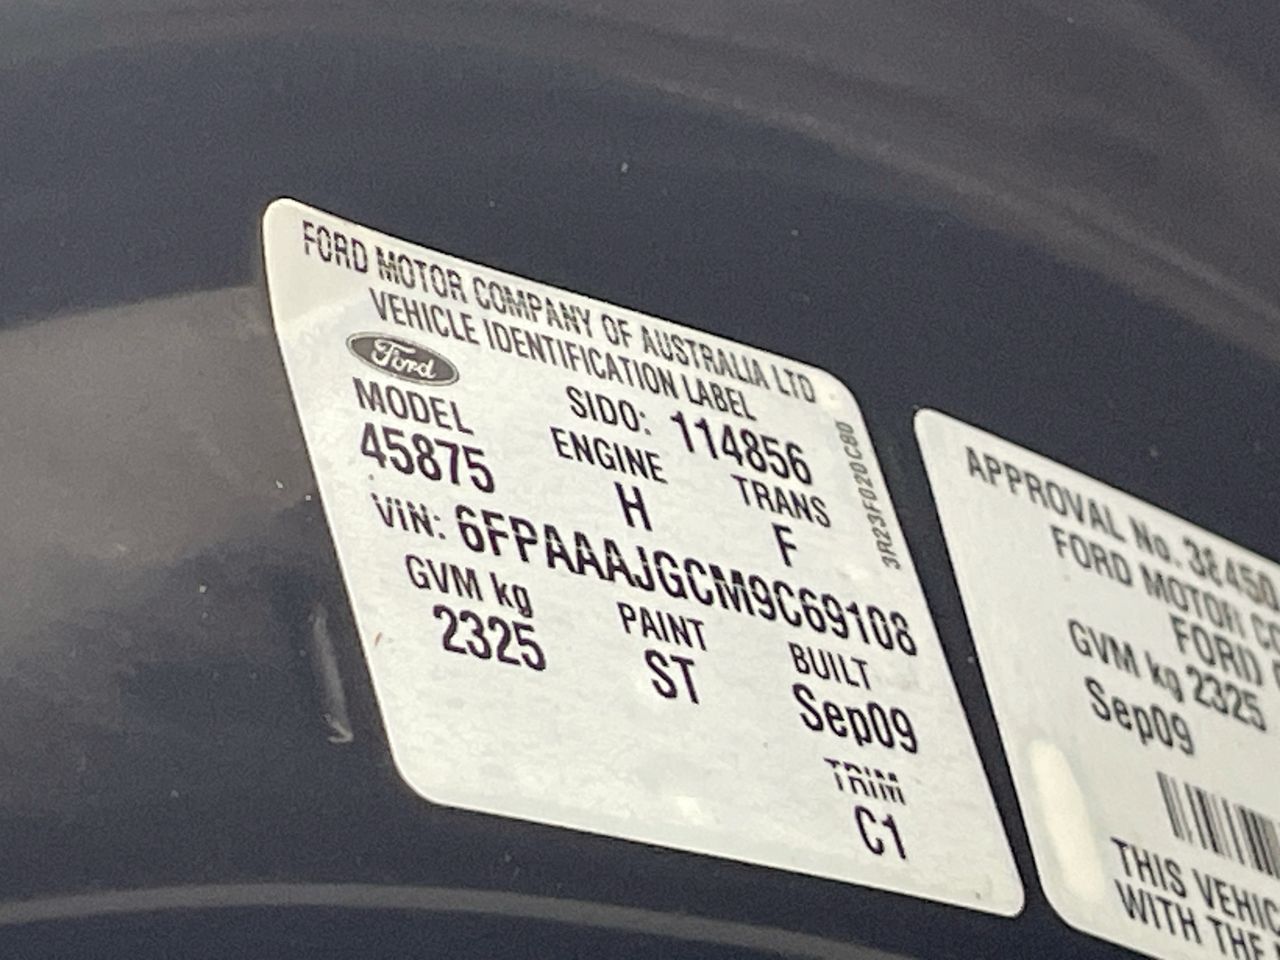 FORD MOTOR COMPANY OF AUSTRALIA LTD
VEHICLE IDENTIFICATION LABEL
Ford
SIDO: 114856
MODEL ENGINE TRANS
45875 H F
VIN: 6FPAAAJGCM9C69108
GVM kg PAINT BUILT
2325 ST Sep09
TRIM
C1
3R23F020CB0
APPROVAL No.
FORD MOTOR
FORD
GVM kg 2325
Sep09
THIS
WITH THE